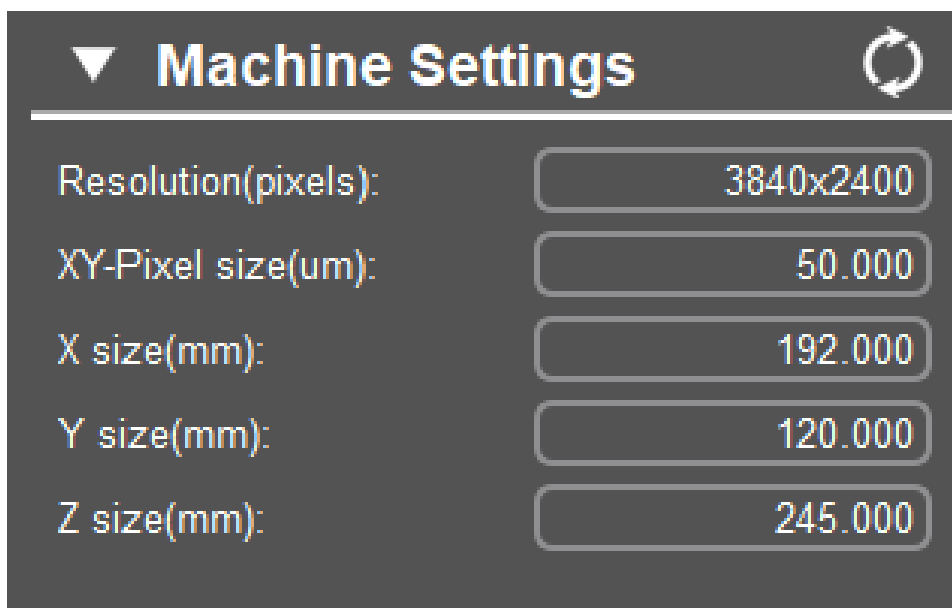 Machine Settings
Resolution(pixels): 3840x2400
XY-Pixel size(um): 50.000
X size(mm): 192.000
Y size(mm): 120.000
Z size(mm): 245.000